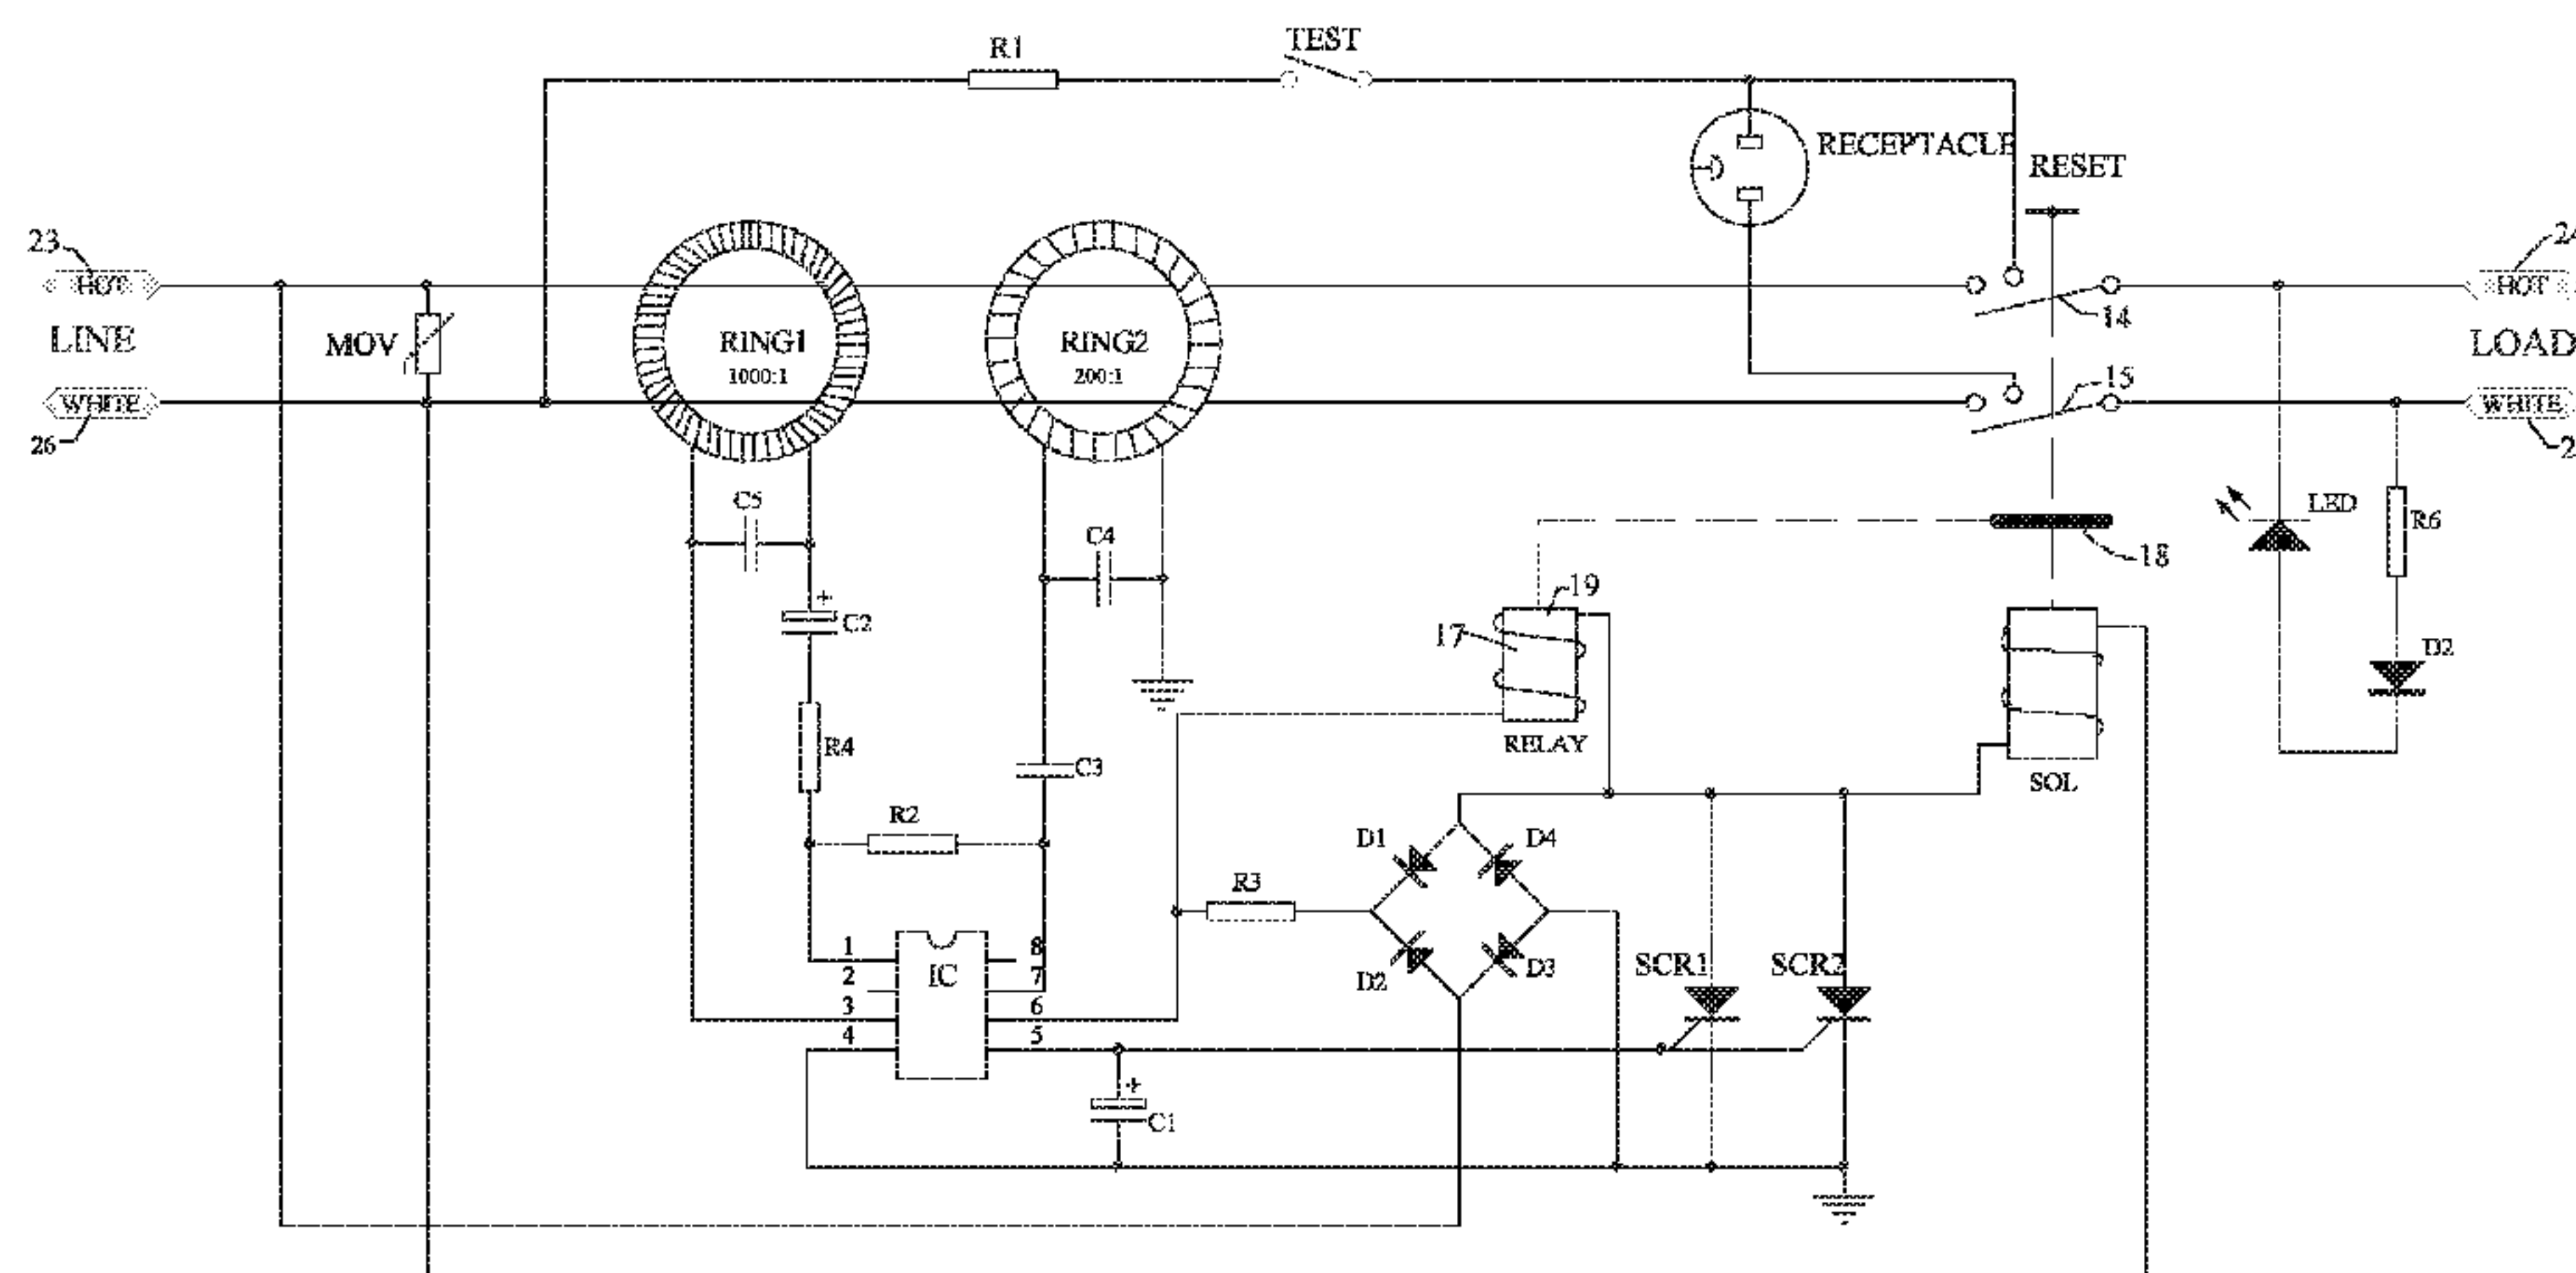 R1
TEST
RECEPTACLE
RESET
23
HOT
LINE
MOV
WHITE
26
RING1
1000:1
RING2
200:1
14
15
HOT
LOAD
WHITE
C5
C4
C2
R4
C3
R2
19
17
RELAY
18
SOL
LED
R6
D2
D1
D4
R3
D2
D3
SCR1
SCR2
1
2
3
4
IC
8
7
6
5
+
C1
+